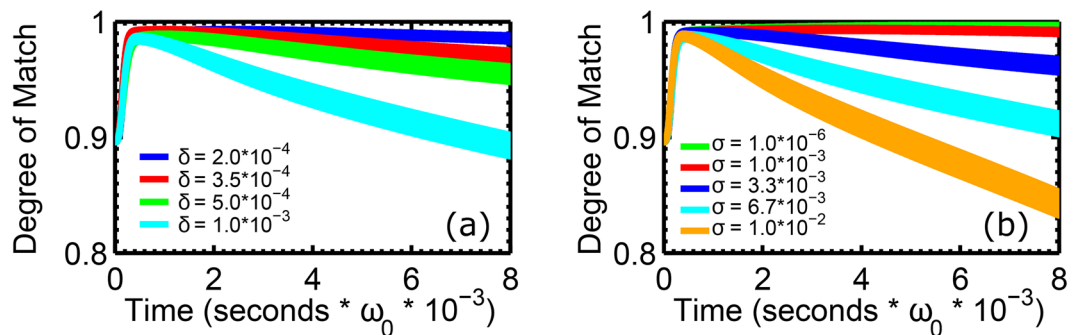 Degree of Match
1
0.9
0.8
δ = 2.0*10⁻⁴
δ = 3.5*10⁻⁴
δ = 5.0*10⁻⁴
δ = 1.0*10⁻³
(a)
0 2 4 6 8
Time (seconds * ω₀ * 10⁻³)
Degree of Match
1
0.9
0.8
σ = 1.0*10⁻⁶
σ = 1.0*10⁻³
σ = 3.3*10⁻³
σ = 6.7*10⁻³
σ = 1.0*10⁻²
(b)
0 2 4 6 8
Time (seconds * ω₀ * 10⁻³)